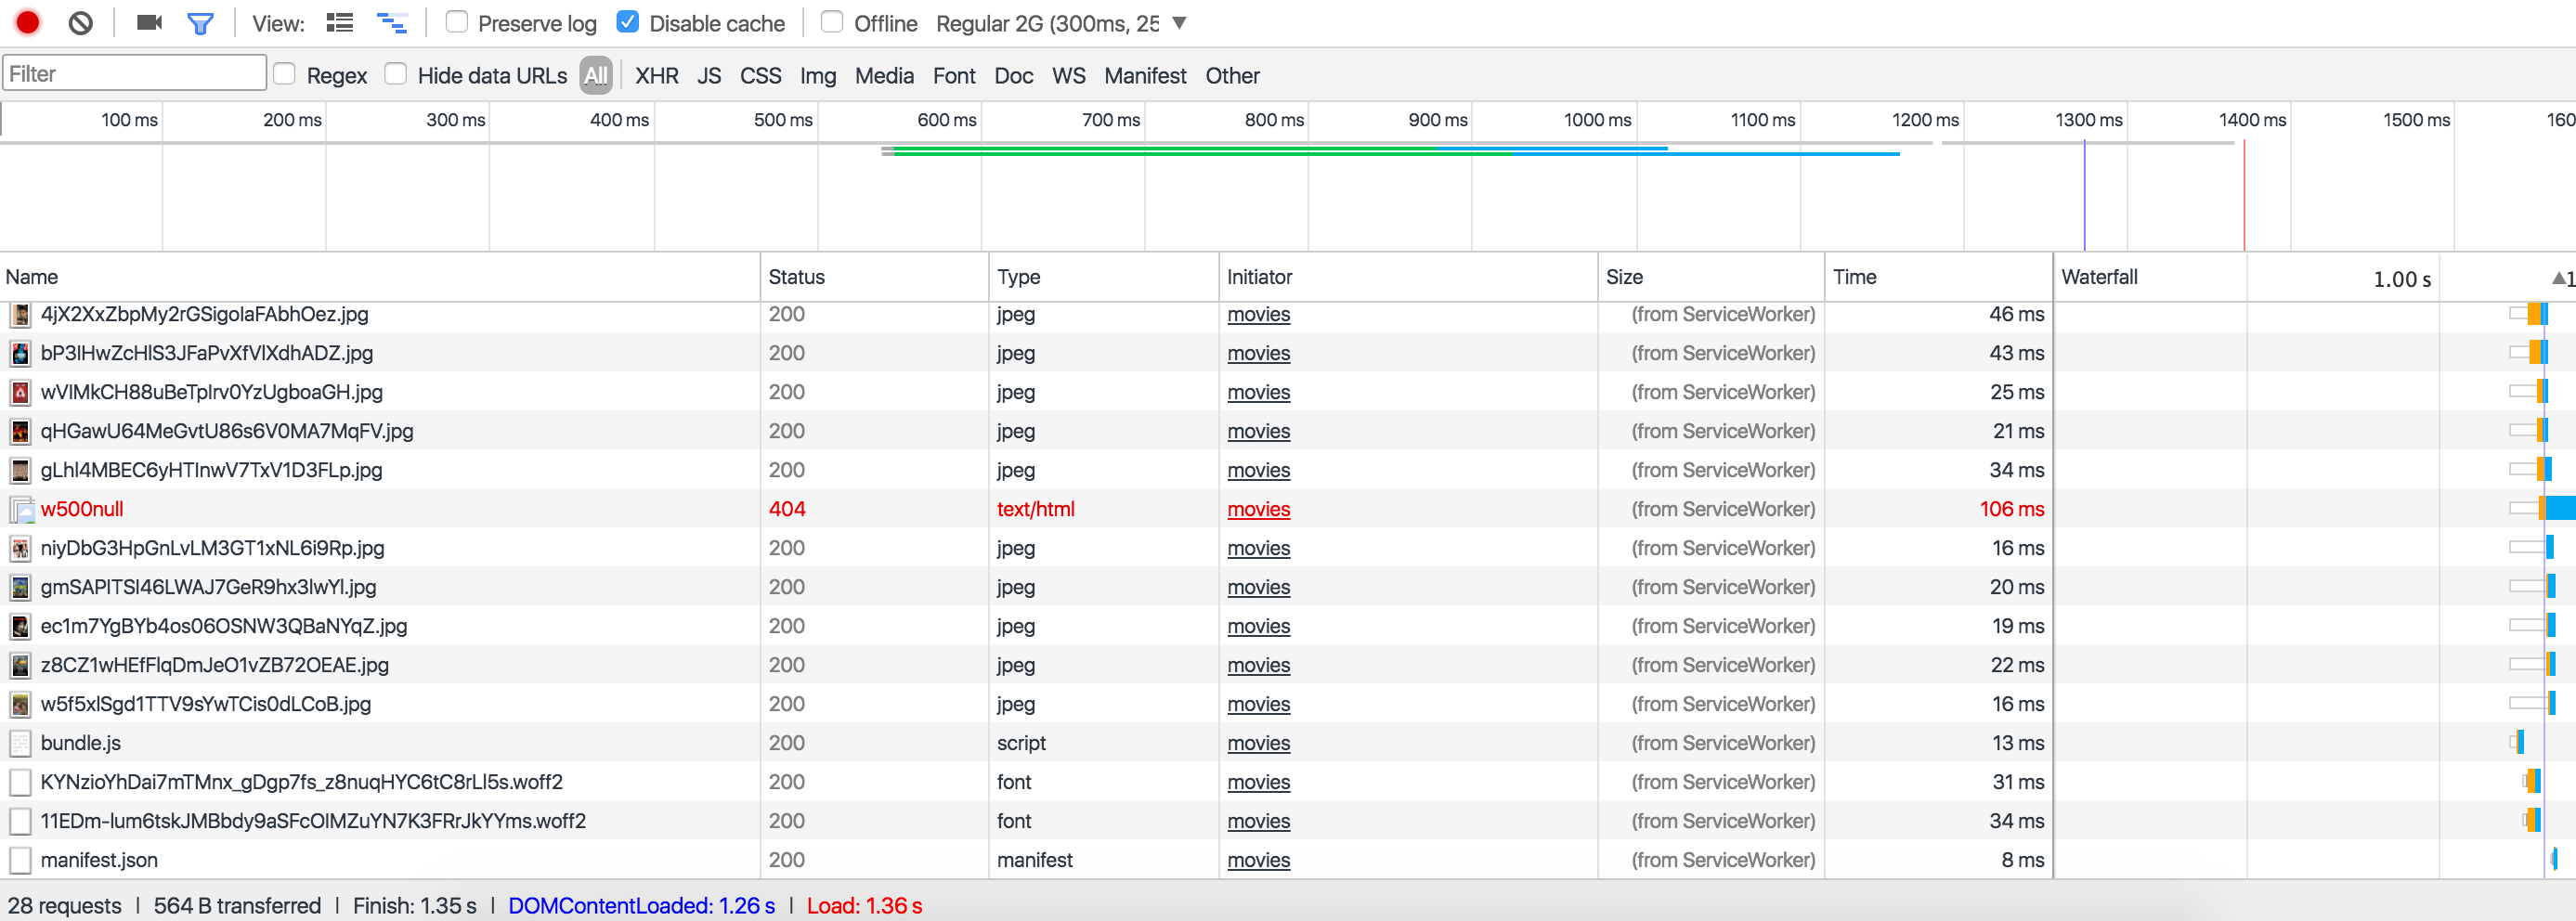 View: Preserve log Disable cache Offline Regular 2G (300ms, 25 ▼
Filter Regex Hide data URLs All XHR JS CSS Img Media Font Doc WS Manifest Other
100 ms 200 ms 300 ms 400 ms 500 ms 600 ms 700 ms 800 ms 900 ms 1000 ms 1100 ms 1200 ms 1300 ms 1400 ms 1500 ms 160
Name Status Type Initiator Size Time Waterfall 1.00 s ▲1
4jX2XxZbpMy2rGSigolaFAbhOez.jpg 200 jpeg movies (from ServiceWorker) 46 ms
bP3lHwZcHlS3JFaPvXfVlXdhADZ.jpg 200 jpeg movies (from ServiceWorker) 43 ms
wVlMkCH88uBeTplrv0YzUgboaGH.jpg 200 jpeg movies (from ServiceWorker) 25 ms
qHGawU64MeGvtU86s6V0MA7MqFV.jpg 200 jpeg movies (from ServiceWorker) 21 ms
gLhl4MBEC6yHTInwV7TxV1D3FLp.jpg 200 jpeg movies (from ServiceWorker) 34 ms
w500null 404 text/html movies (from ServiceWorker) 106 ms
niyDbG3HpGnLvLM3GT1xNL6i9Rp.jpg 200 jpeg movies (from ServiceWorker) 16 ms
gmSAPITSl46LWAJ7GeR9hx3lwYl.jpg 200 jpeg movies (from ServiceWorker) 20 ms
ec1m7YgBYb4os06OSNW3QBaNYqZ.jpg 200 jpeg movies (from ServiceWorker) 19 ms
z8CZ1wHEfFlqDmJeO1vZB72OEAE.jpg 200 jpeg movies (from ServiceWorker) 22 ms
w5f5xlSgd1TTV9sYwTCis0dLCoB.jpg 200 jpeg movies (from ServiceWorker) 16 ms
bundle.js 200 script movies (from ServiceWorker) 13 ms
KYNzioYhDai7mTMnx_gDgp7fs_z8nuqHYC6tC8rLl5s.woff2 200 font movies (from ServiceWorker) 31 ms
11EDm-lum6tskJMBbdy9aSFcOlMZuYN7K3FRrJkYYms.woff2 200 font movies (from ServiceWorker) 34 ms
manifest.json 200 manifest movies (from ServiceWorker) 8 ms
28 requests | 564 B transferred | Finish: 1.35 s | DOMContentLoaded: 1.26 s | Load: 1.36 s